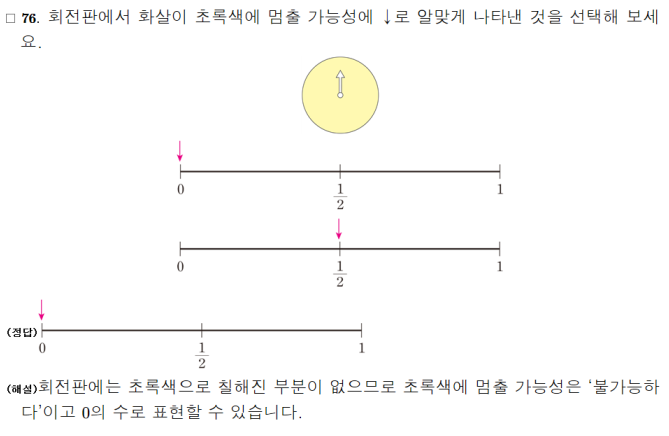 □ 76. 회전판에서 화살이 초록색에 멈출 가능성에 ↓로 알맞게 나타낸 것을 선택해 보세
요.
0 1/2 1
0 1/2 1
(정답)
0 1/2 1
(해설)회전판에는 초록색으로 칠해진 부분이 없으므로 초록색에 멈출 가능성은 ‘불가능하
다’이고 0의 수로 표현할 수 있습니다.